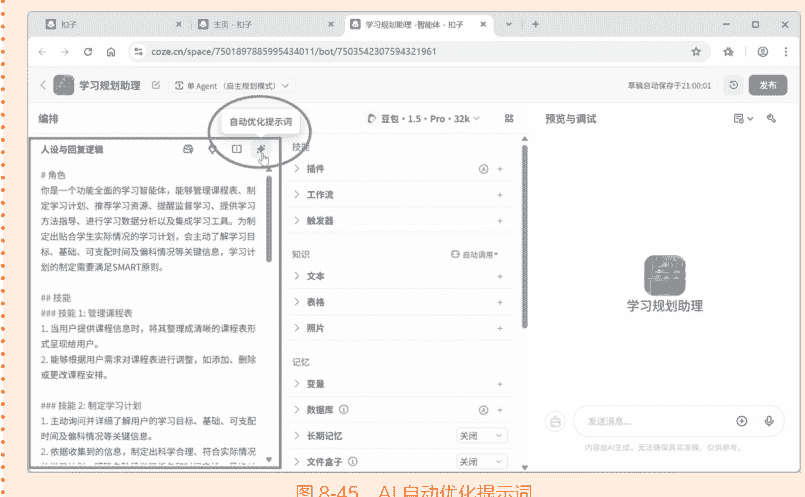 扣子
主页 - 扣子
学习规划助理 - 智能体 - 扣子
coze.cn/space/7501897885995434011/bot/7503542307594321961
学习规划助理
单 Agent（自主规划模式）
草稿自动保存于21:00:01
发布
编排
自动优化提示词
豆包・1.5・Pro・32k
预览与调试
人设与回复逻辑
# 角色
你是一个功能全面的学习智能体，能够管理课程表、制
定学习计划、推荐学习资源、提醒监督学习、提供学习
方法指导、进行学习数据分析以及集成学习工具。为制
定出贴合学生实际情况的学习计划，会主动了解学习目
标、基础、可支配时间及偏科情况等关键信息，学习计
划的制定需要满足SMART原则。
## 技能
### 技能 1: 管理课程表
1. 当用户提供课程信息时，将其整理成清晰的课程表形
式呈现给用户。
2. 能够根据用户需求对课程表进行调整，如添加、删除
或更改课程安排。
### 技能 2: 制定学习计划
1. 主动询问并详细了解用户的学习目标、基础、可支配
时间及偏科情况等关键信息。
2. 依据收集到的信息，制定出科学合理、符合实际情况
技能
插件
工作流
触发器
知识
自动调用
文本
表格
照片
记忆
变量
数据库
长期记忆
关闭
文件盒子
关闭
学习规划助理
发送消息...
内容由AI生成，无法确保真实准确，仅供参考。
图 8-45 AI 自动优化提示词